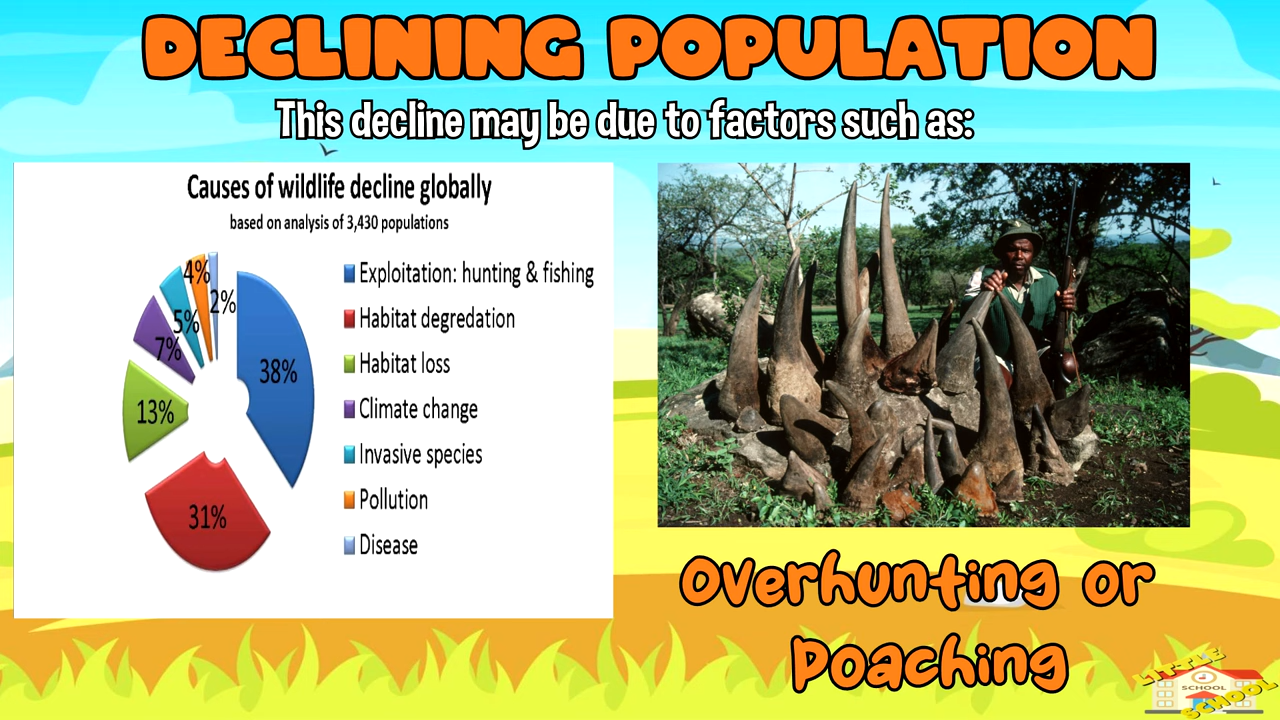 DECLINING POPULATION
This decline may be due to factors such as:
Causes of wildlife decline globally
based on analysis of 3,430 populations
4%
2%
5%
7%
38%
13%
31%
Exploitation: hunting & fishing
Habitat degredation
Habitat loss
Climate change
Invasive species
Pollution
Disease
Overhunting or
Poaching
LITTLE
SCHOOL
SCHOOL